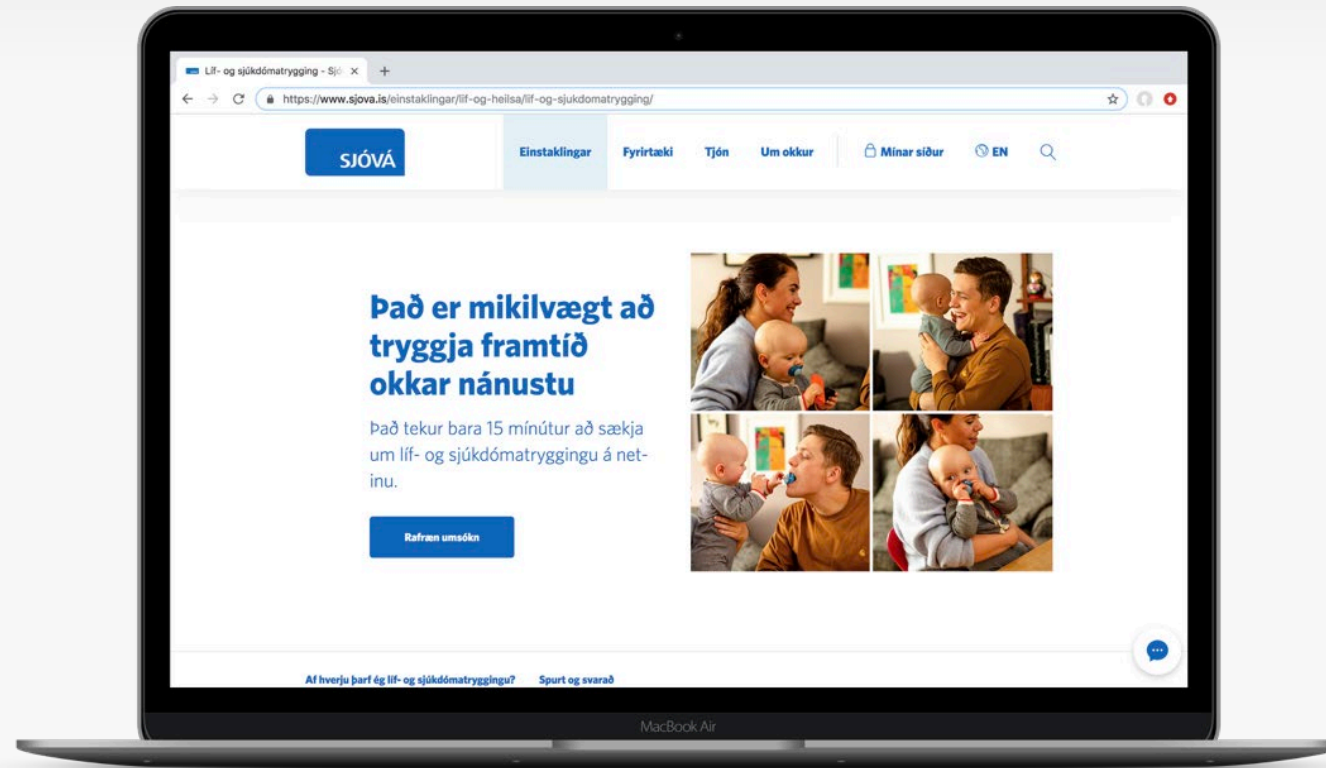 Líf- og sjúkdómatrygging - Sjó
https://www.sjova.is/einstaklingar/lif-og-heilsa/lif-og-sjukdomatrygging/
SJÓVÁ
Einstaklingar Fyrirtæki Tjón Um okkur Mínar síður EN
Það er mikilvægt að
tryggja framtíð
okkar nánustu
Það tekur bara 15 mínútur að sækja
um líf- og sjúkdómatryggingu á net-
inu.
Rafræn umsókn
Af hverju þarf ég líf- og sjúkdómatryggingu? Spurt og svarað
MacBook Air